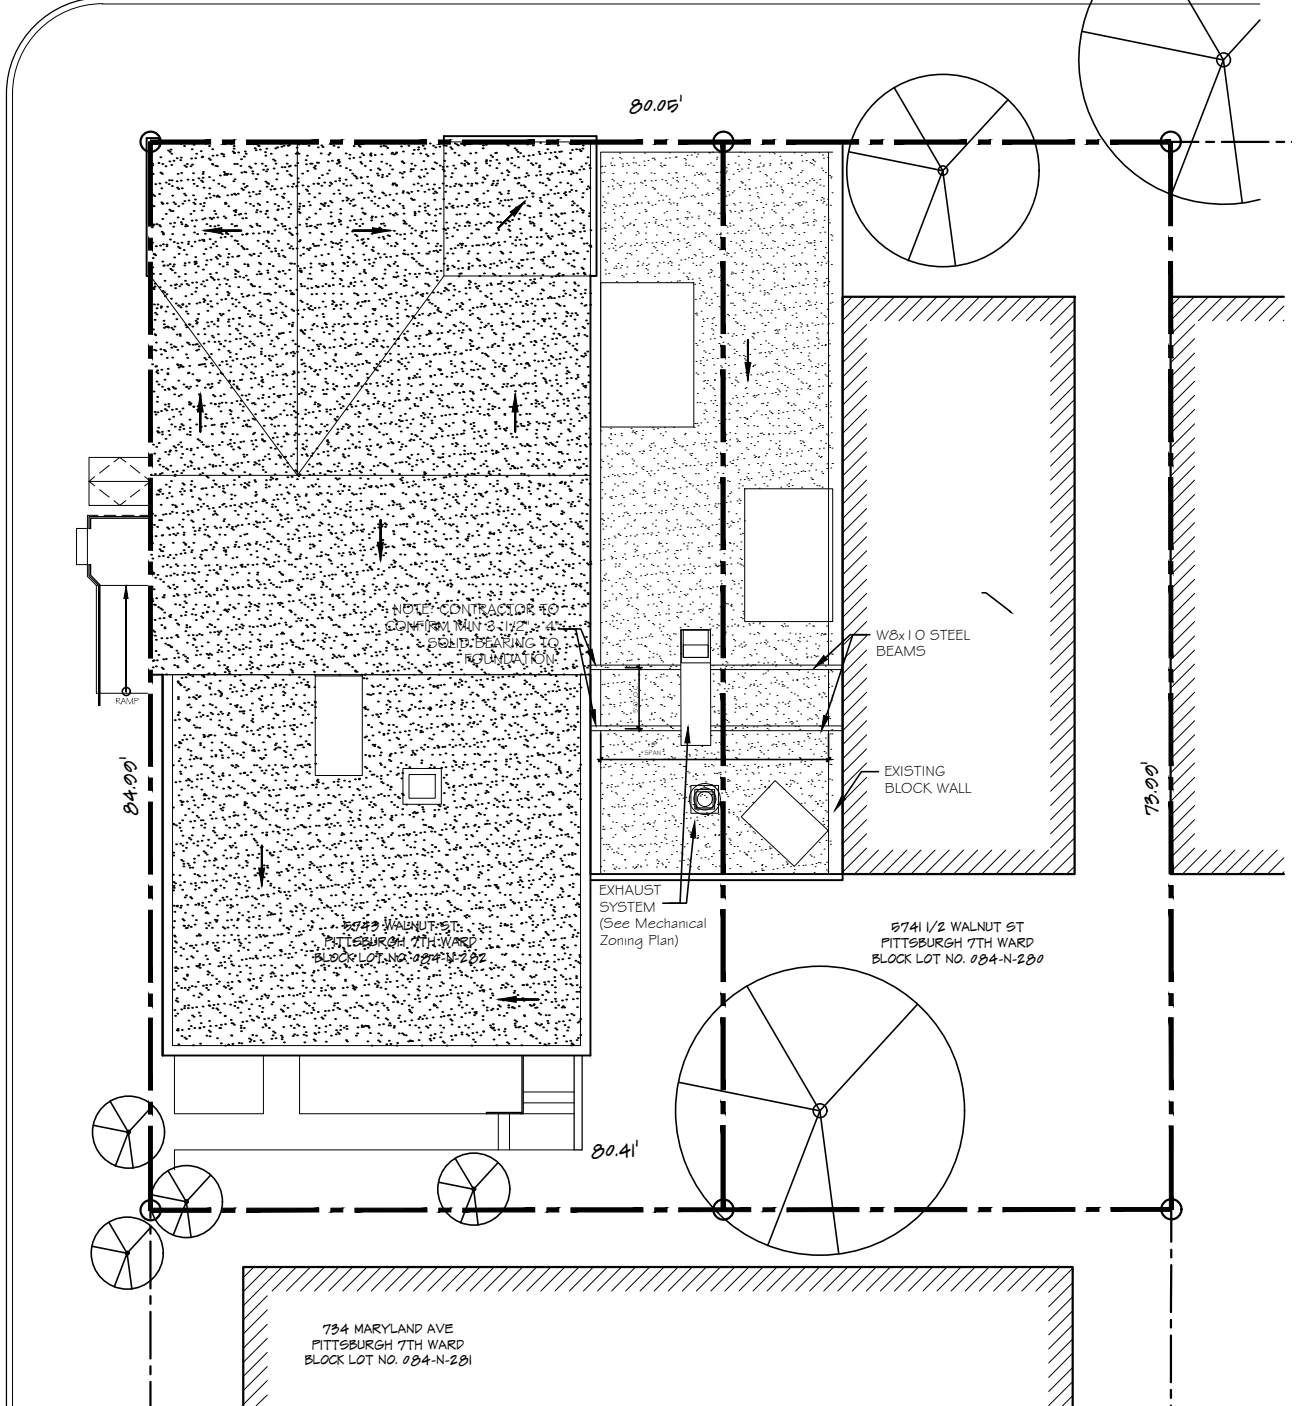 80.05'
NOTE: CONTRACTOR TO
CONFIRM MIN 3-1/2" - 4"
SOLID BEARING TO
FOUNDATION
W8x10 STEEL
BEAMS
RAMP
SPAN
EXISTING
BLOCK WALL
84.99'
73.99'
EXHAUST
SYSTEM
(See Mechanical
Zoning Plan)
5743 WALNUT ST
PITTSBURGH 7TH WARD
BLOCK LOT NO. 084-N-282
5741 1/2 WALNUT ST
PITTSBURGH 7TH WARD
BLOCK LOT NO. 084-N-280
80.41'
734 MARYLAND AVE
PITTSBURGH 7TH WARD
BLOCK LOT NO. 084-N-281